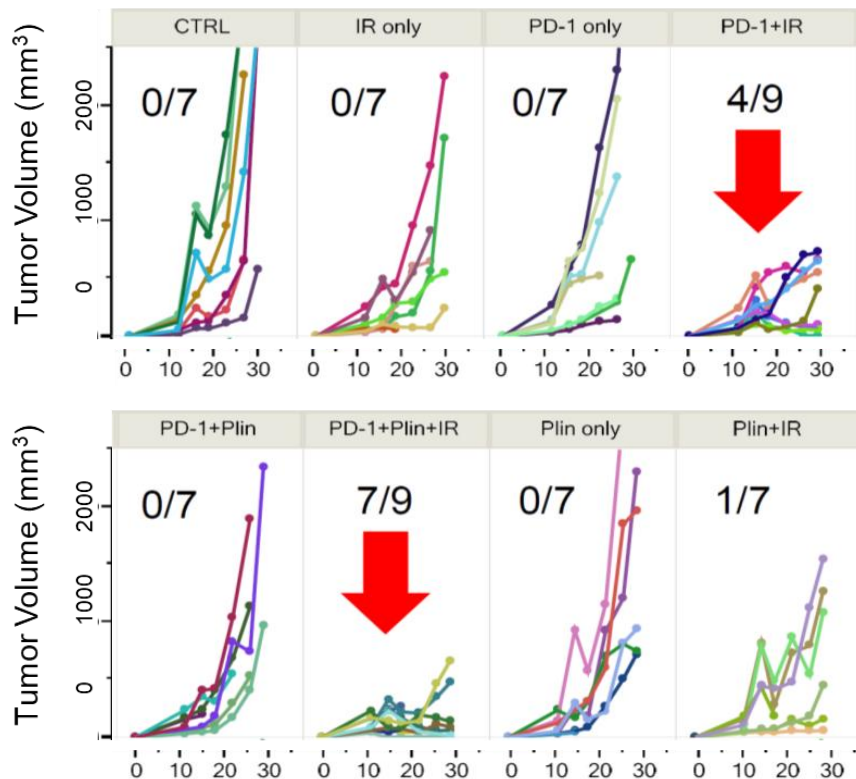 CTRL IR only PD-1 only PD-1+IR
0/7 0/7 0/7 4/9
Tumor Volume (mm³)
2000
1000
0
0 10 20 30 0 10 20 30 0 10 20 30 0 10 20 30
PD-1+Plin PD-1+Plin+IR Plin only Plin+IR
0/7 7/9 0/7 1/7
Tumor Volume (mm³)
2000
1000
0
0 10 20 30 0 10 20 30 0 10 20 30 0 10 20 30